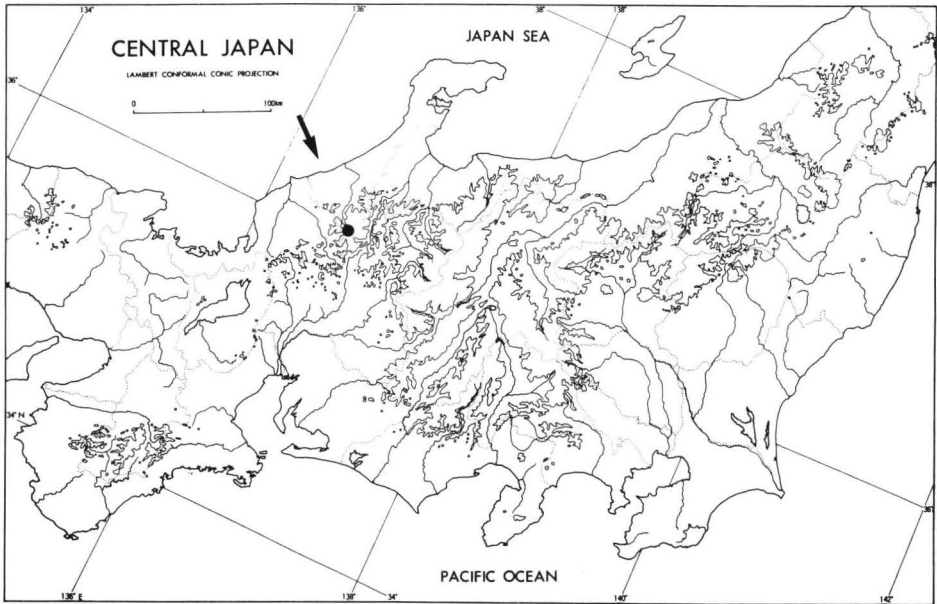 134°
136°
38°
138°
CENTRAL JAPAN
LAMBERT CONFORMAL CONIC PROJECTION
0 100km
JAPAN SEA
36°
38°
34° N
36°
PACIFIC OCEAN
136° E
138° 34°
140°
142°